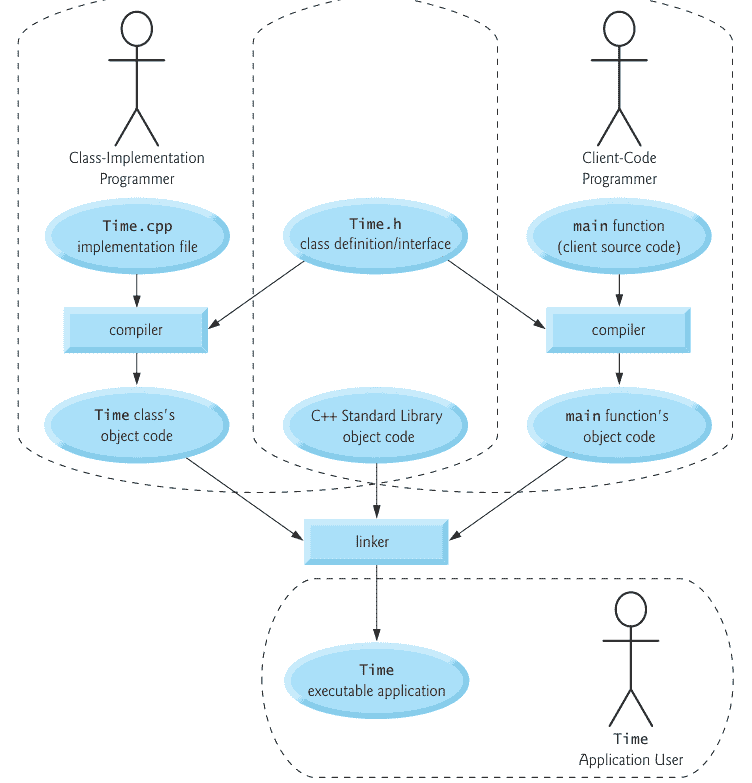 Class-Implementation
Programmer
Client-Code
Programmer
Time.cpp
implementation file
Time.h
class definition/interface
main function
(client source code)
compiler
compiler
Time class's
object code
C++ Standard Library
object code
main function's
object code
linker
Time
executable application
Time
Application User